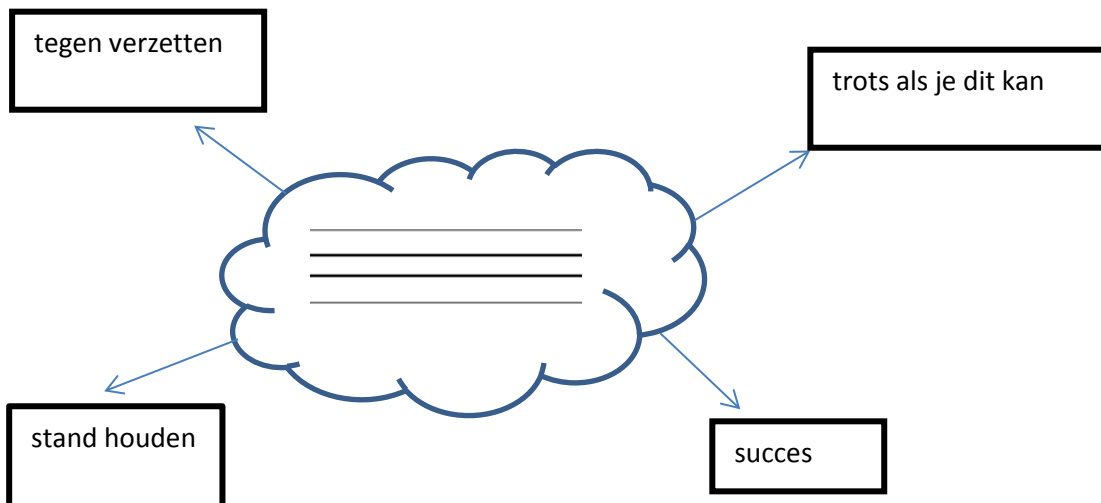 tegen verzetten
trots als je dit kan
stand houden
succes